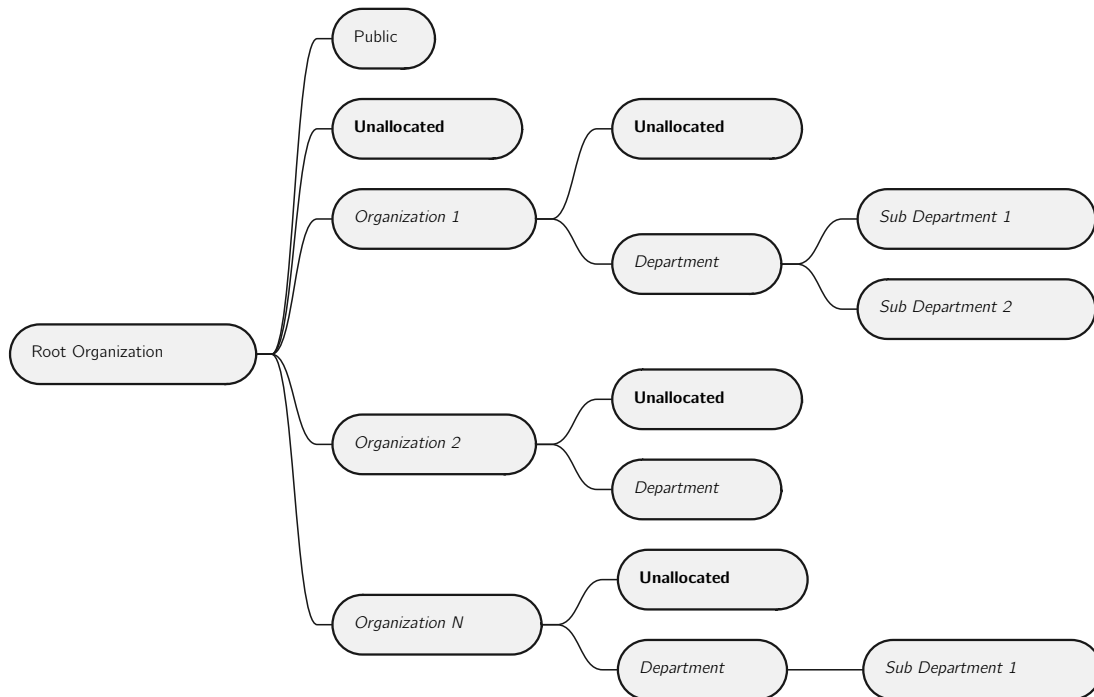 Public
Unallocated
Unallocated
Organization 1
Sub Department 1
Department
Sub Department 2
Root Organization
Unallocated
Organization 2
Department
Unallocated
Organization N
Department
Sub Department 1